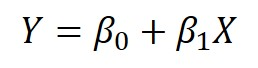 Y = β₀ + β₁X